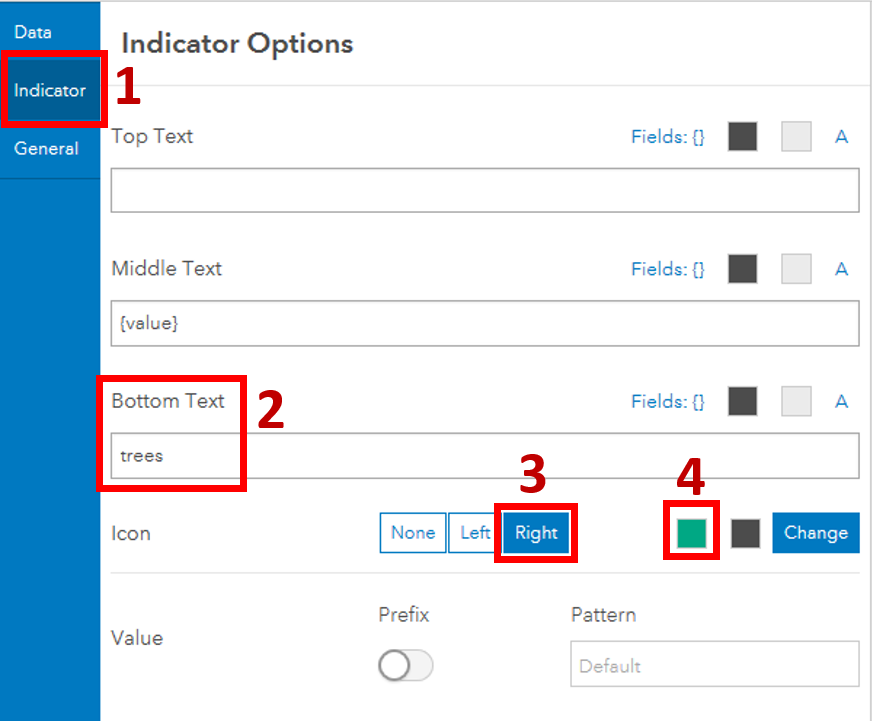 Data
Indicator
General
1
Indicator Options
Top Text
Fields: {}
A
Middle Text
Fields: {}
A
{value}
Bottom Text
2
Fields: {}
A
trees
3
4
Icon
None
Left
Right
Change
Value
Prefix
Pattern
Default